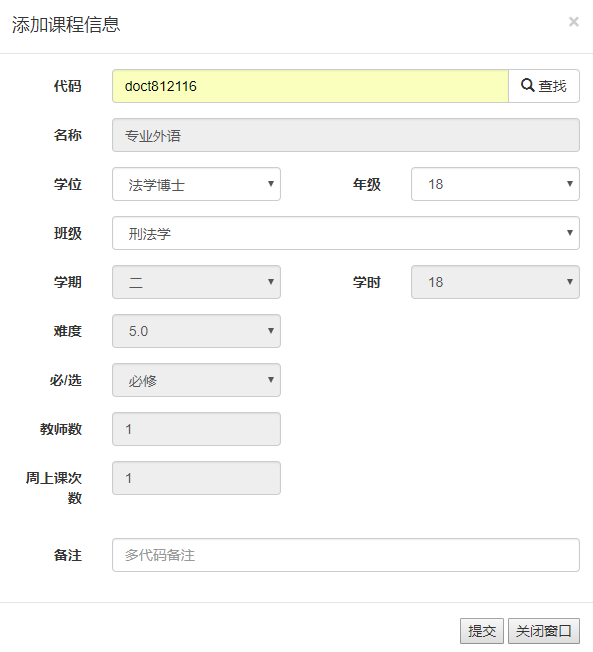 添加课程信息 ×
代码 doct812116 查找
名称 专业外语
学位 法学博士 年级 18
班级 刑法学
学期 二 学时 18
难度 5.0
必/选 必修
教师数 1
周上课次 1
数
备注 多代码备注
提交 关闭窗口